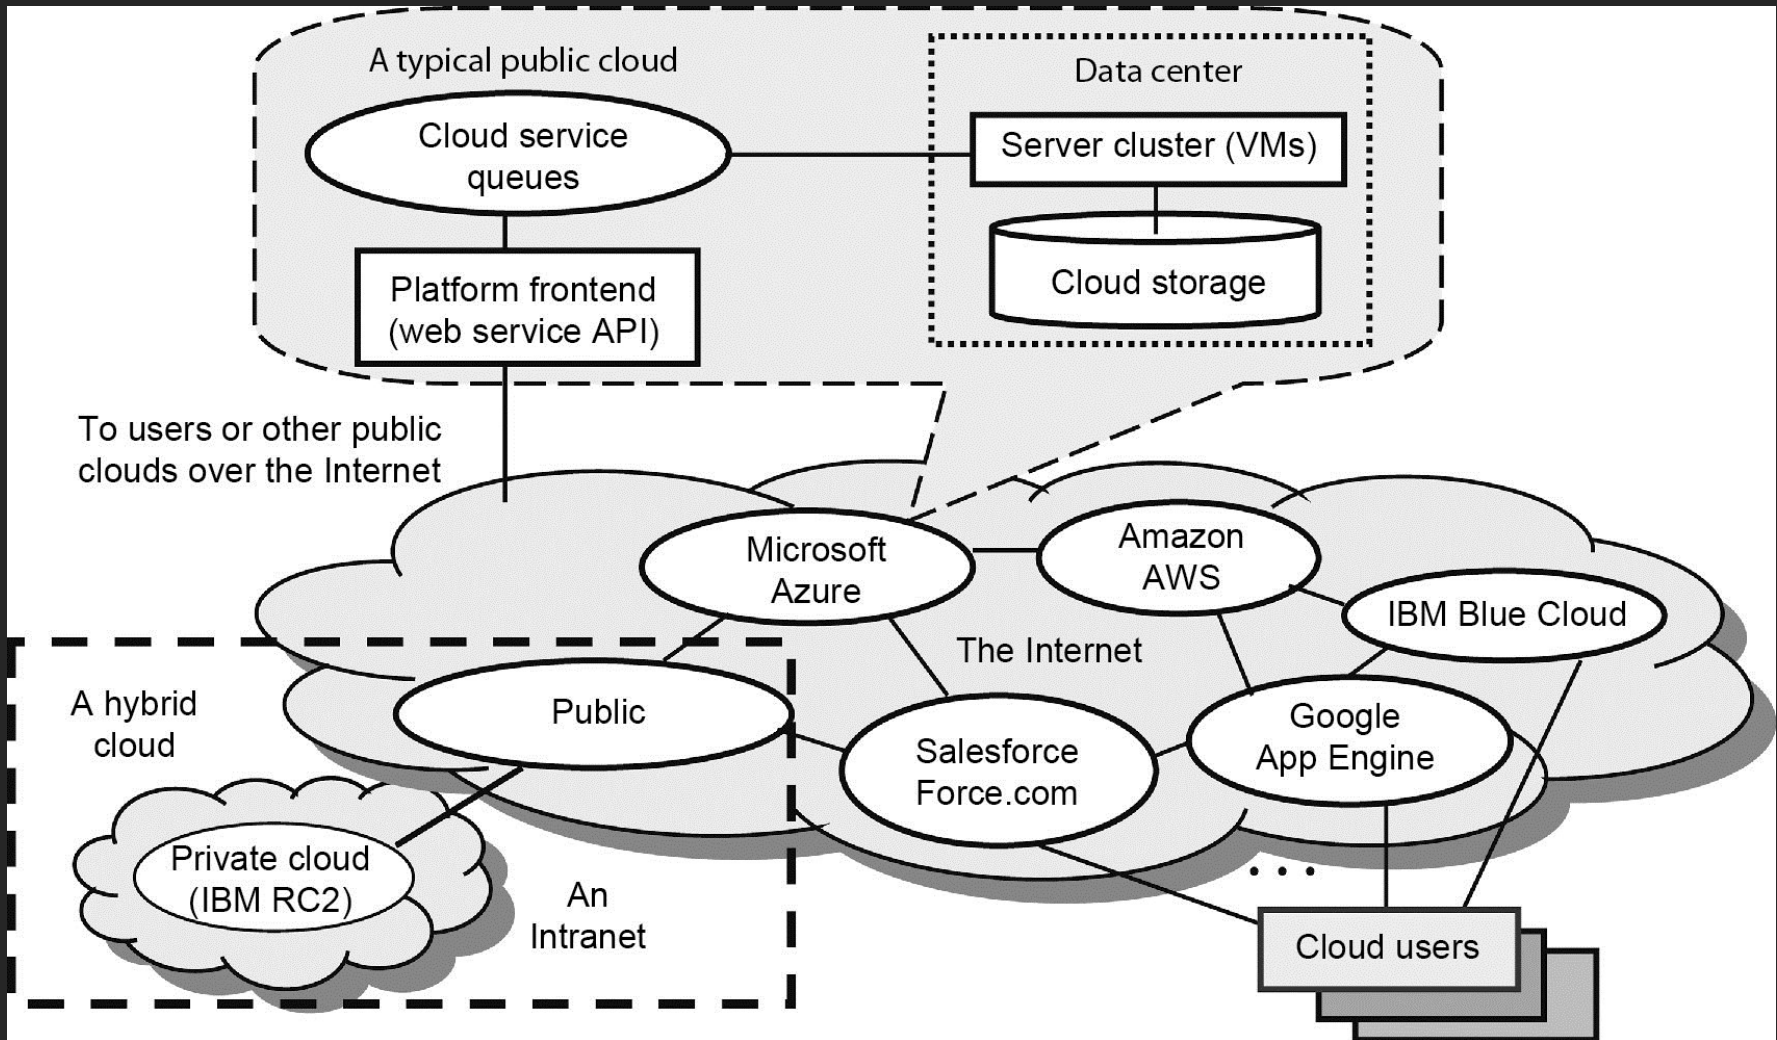 A typical public cloud
Data center
Cloud service
queues
Server cluster (VMs)
Cloud storage
Platform frontend
(web service API)
To users or other public
clouds over the Internet
Microsoft
Azure
Amazon
AWS
IBM Blue Cloud
The Internet
A hybrid
cloud
Public
Salesforce
Force.com
Google
App Engine
Private cloud
(IBM RC2)
An
Intranet
. . .
Cloud users